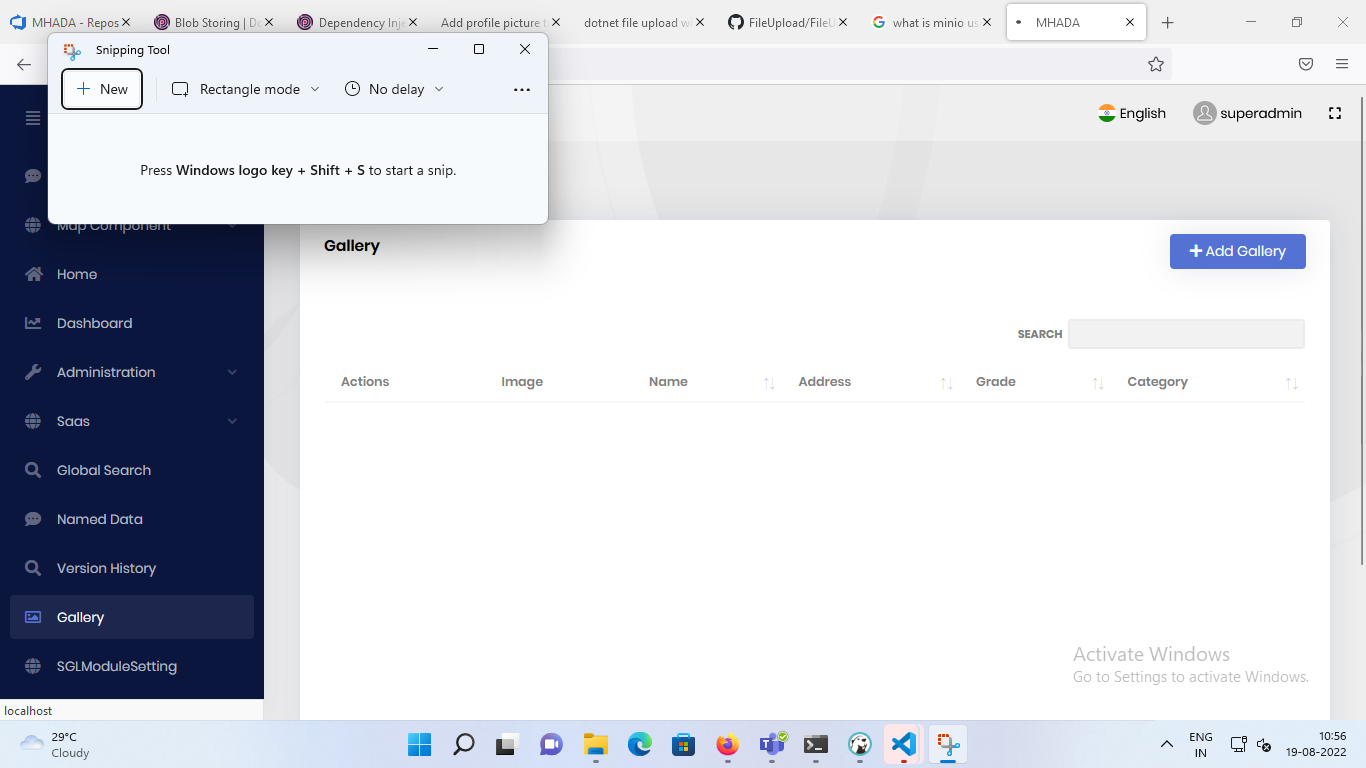 MHADA - Repos
Blob Storing | Do
Dependency Inje
Add profile picture t
dotnet file upload wi
FileUpload/FileU
what is minio us
MHADA
Snipping Tool
New
Rectangle mode
No delay
Press Windows logo key + Shift + S to start a snip.
English
superadmin
Map Component
Home
Dashboard
Administration
Saas
Global Search
Named Data
Version History
Gallery
SGLModuleSetting
localhost
Gallery
Add Gallery
SEARCH
Actions Image Name Address Grade Category
Activate Windows
Go to Settings to activate Windows.
29°C
Cloudy
ENG
IN
10:56
19-08-2022